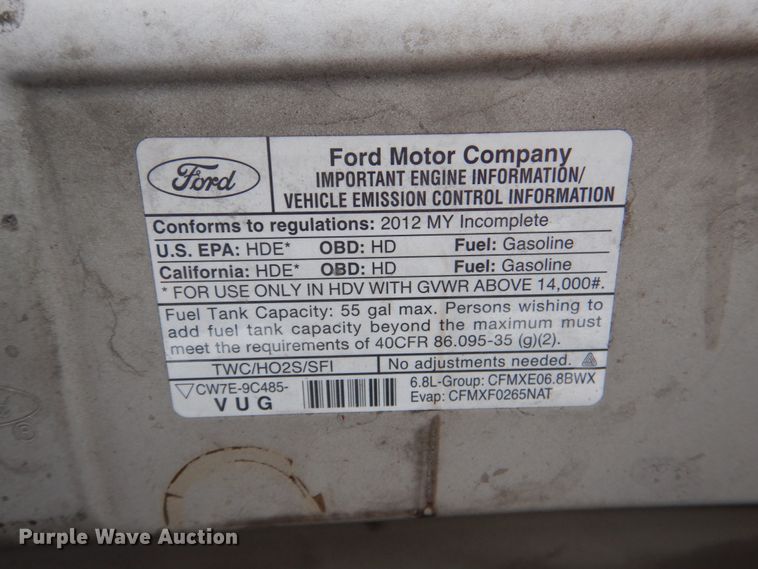 Ford
Ford Motor Company
IMPORTANT ENGINE INFORMATION/
VEHICLE EMISSION CONTROL INFORMATION
Conforms to regulations: 2012 MY Incomplete
U.S. EPA: HDE* OBD: HD Fuel: Gasoline
California: HDE* OBD: HD Fuel: Gasoline
*FOR USE ONLY IN HDV WITH GVWR ABOVE 14,000#.
Fuel Tank Capacity: 55 gal max. Persons wishing to
add fuel tank capacity beyond the maximum must
meet the requirements of 40CFR 86.095-35 (g)(2).
TWC/HO2S/SFI No adjustments needed.
CW7E-9C485- 6.8L-Group: CFMXE06.8BWX
VUG Evap: CFMXF0265NAT
Purple Wave Auction